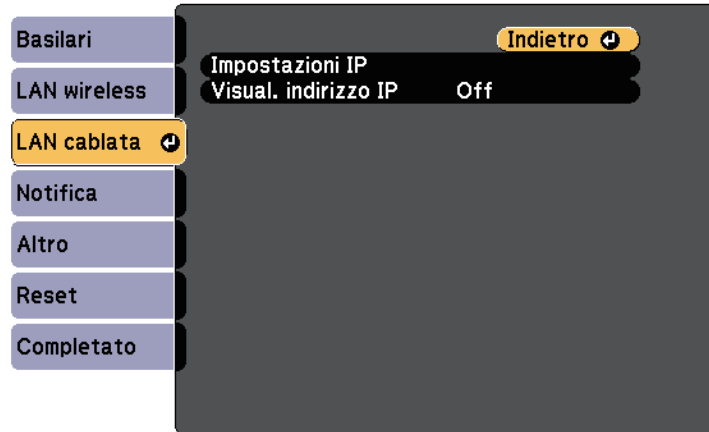 Basilari
LAN wireless
LAN cablata
Notifica
Altro
Reset
Completato
Indietro
Impostazioni IP
Visual. indirizzo IP Off